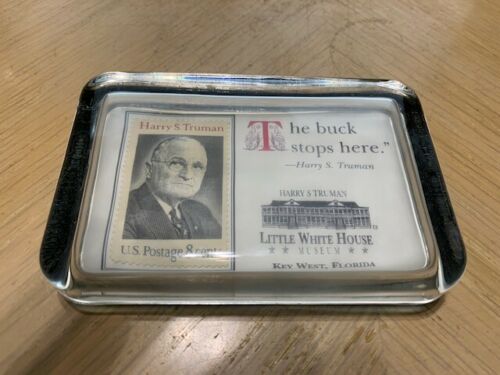 Harry S. Truman
U.S. Postage 8 cents
The buck
stops here."
—Harry S. Truman
HARRY S TRUMAN
LITTLE WHITE HOUSE
★ ★ MUSEUM ★ ★
KEY WEST, FLORIDA